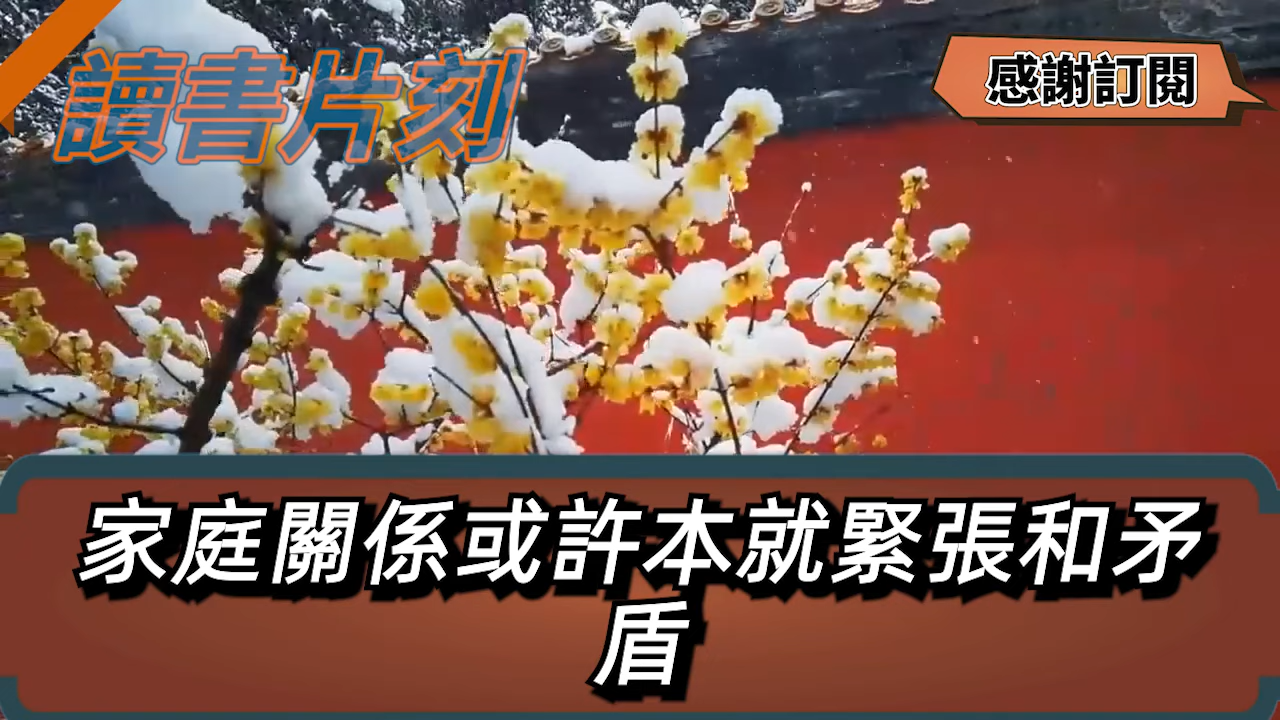 讀書片刻
感謝訂閱
家庭關係或許本就緊張和矛
盾